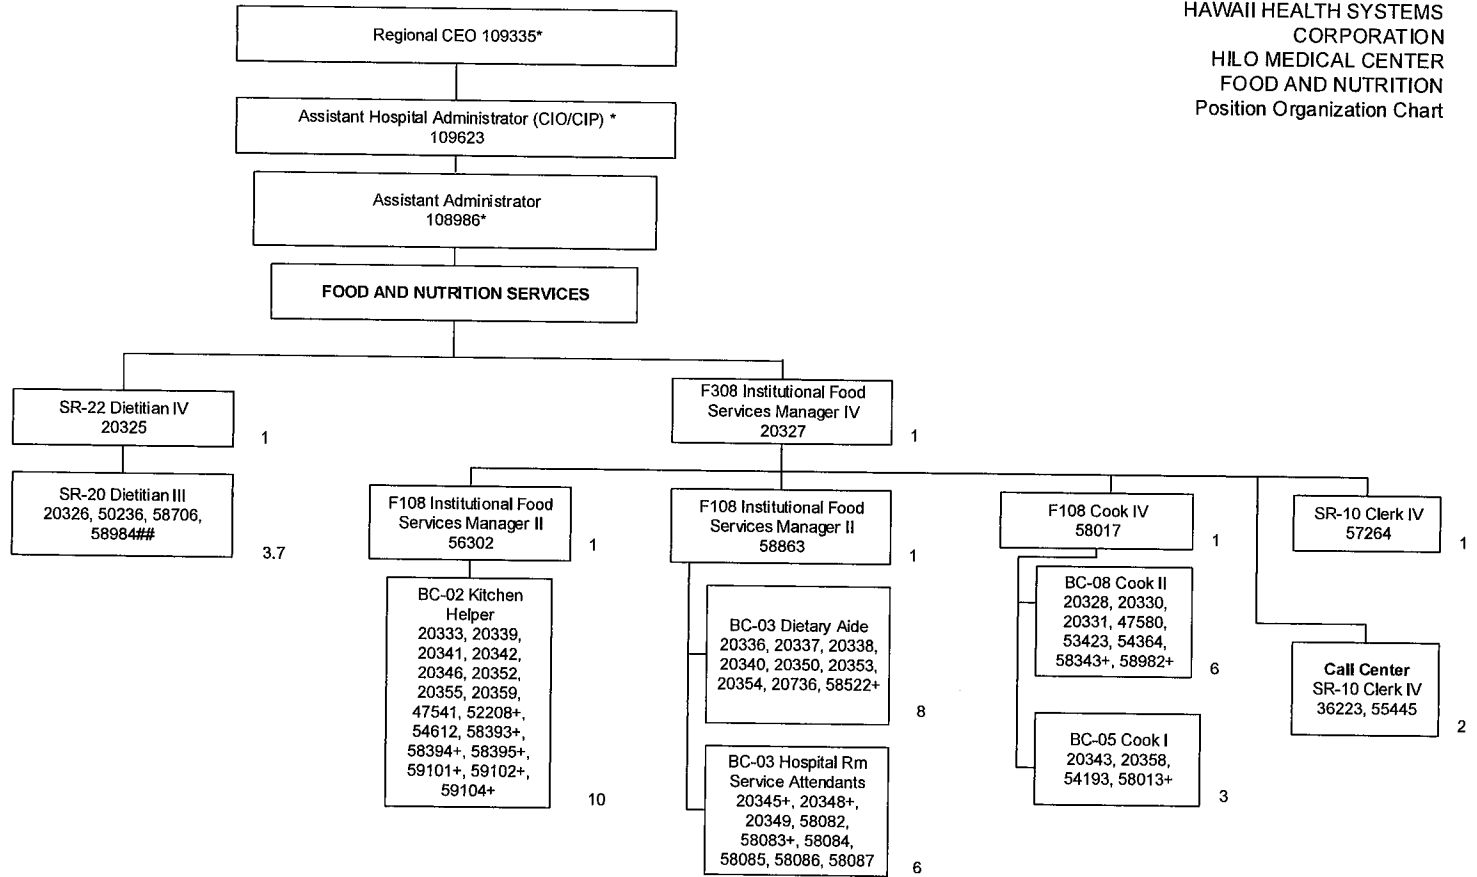 HAWAII HEALTH SYSTEMS
CORPORATION
HILO MEDICAL CENTER
FOOD AND NUTRITION
Position Organization Chart
Regional CEO 109335*
Assistant Hospital Administrator (CIO/CIP) *
109623
Assistant Administrator
108986*
FOOD AND NUTRITION SERVICES
SR-22 Dietitian IV
20325
1
SR-20 Dietitian III
20326, 50236, 58706,
58984##
3.7
F308 Institutional Food
Services Manager IV
20327
1
F108 Institutional Food
Services Manager II
56302
1
BC-02 Kitchen
Helper
20333, 20339,
20341, 20342,
20346, 20352,
20355, 20359,
47541, 52208+,
54612, 58393+,
58394+, 58395+,
59101+, 59102+,
59104+
10
F108 Institutional Food
Services Manager II
58863
1
BC-03 Dietary Aide
20336, 20337, 20338,
20340, 20350, 20353,
20354, 20736, 58522+
8
BC-03 Hospital Rm
Service Attendants
20345+, 20348+,
20349, 58082,
58083+, 58084,
58085, 58086, 58087
6
F108 Cook IV
58017
1
BC-08 Cook II
20328, 20330,
20331, 47580,
53423, 54364,
58343+, 58982+
6
BC-05 Cook I
20343, 20358,
54193, 58013+
3
SR-10 Clerk IV
57264
1
Call Center
SR-10 Clerk IV
36223, 55445
2